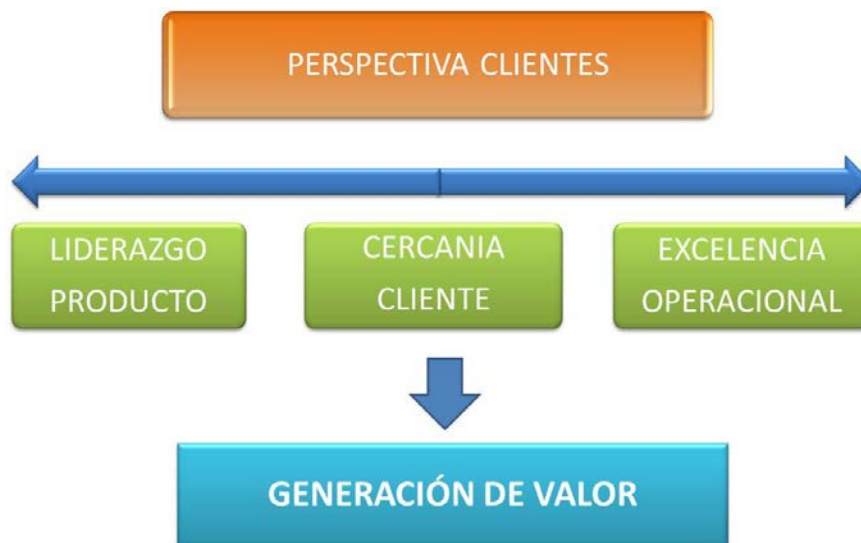 PERSPECTIVA CLIENTES
LIDERAZGO
PRODUCTO
CERCANIA
CLIENTE
EXCELENCIA
OPERACIONAL
GENERACIÓN DE VALOR